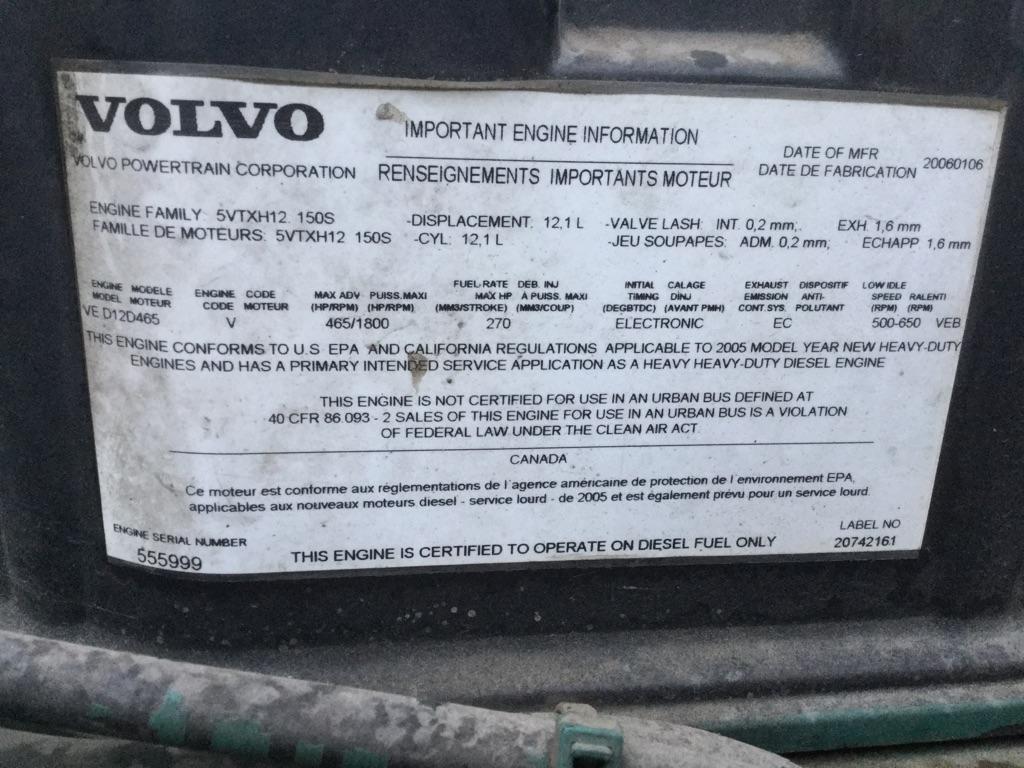 VOLVO
IMPORTANT ENGINE INFORMATION
VOLVO POWERTRAIN CORPORATION
RENSEIGNEMENTS IMPORTANTS MOTEUR
DATE OF MFR
DATE DE FABRICATION 20060106
ENGINE FAMILY: 5VTXH12. 150S -DISPLACEMENT: 12,1 L -VALVE LASH: INT. 0,2 mm; EXH. 1,6 mm
FAMILLE DE MOTEURS: 5VTXH12 150S -CYL: 12,1 L -JEU SOUPAPES: ADM. 0,2 mm; ECHAPP. 1,6 mm
ENGINE MODELE ENGINE CODE MAX ADV PUISS.MAXI FUEL-RATE DEB. INJ INITIAL CALAGE EXHAUST DISPOSITIF LOW IDLE
MODEL MOTEUR CODE MOTEUR (HP/RPM) (HP/RPM) MAX HP A PUISS. MAXI TIMING DINJ EMISSION ANTI- SPEED RALENTI
(MM3/STROKE) (MM3/COUP) (DEGBTDC) (AVANT PMH) CONT.SYS. POLUTANT (RPM) (RPM)
VE D12D465 V 465/1800 270 ELECTRONIC EC 500-650 VEB
THIS ENGINE CONFORMS TO U.S EPA AND CALIFORNIA REGULATIONS APPLICABLE TO 2005 MODEL YEAR NEW HEAVY-DUTY
ENGINES AND HAS A PRIMARY INTENDED SERVICE APPLICATION AS A HEAVY HEAVY-DUTY DIESEL ENGINE
THIS ENGINE IS NOT CERTIFIED FOR USE IN AN URBAN BUS DEFINED AT
40 CFR 86.093 - 2 SALES OF THIS ENGINE FOR USE IN AN URBAN BUS IS A VIOLATION
OF FEDERAL LAW UNDER THE CLEAN AIR ACT.
CANADA
Ce moteur est conforme aux réglementations de l'agence américaine de protection de l'environnement EPA,
applicables aux nouveaux moteurs diesel - service lourd - de 2005 et est également prévu pour un service lourd.
ENGINE SERIAL NUMBER
555999
THIS ENGINE IS CERTIFIED TO OPERATE ON DIESEL FUEL ONLY
LABEL NO
20742161